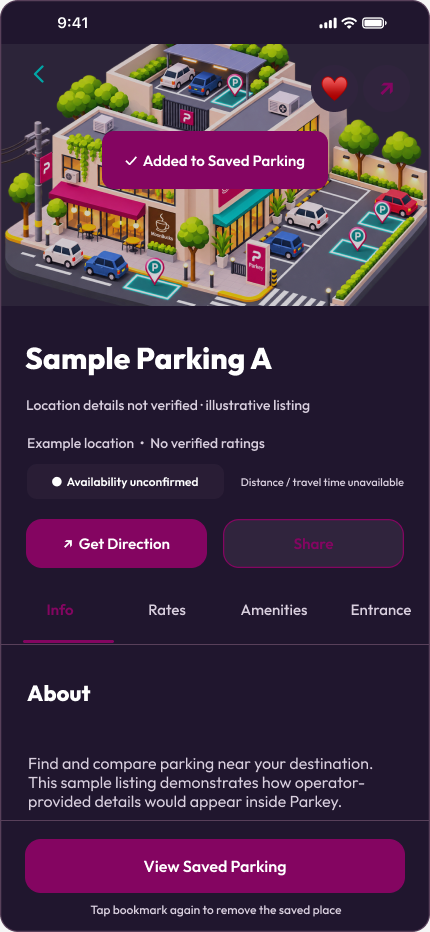 9:41
✓ Added to Saved Parking
P
P
P
MoonBucks
P
P
P
P
Parkey
Sample Parking A
Location details not verified · illustrative listing
Example location • No verified ratings
Availability unconfirmed
Distance / travel time unavailable
Get Direction
Share
Info
Rates
Amenities
Entrance
About
Find and compare parking near your destination.
This sample listing demonstrates how operator-
provided details would appear inside Parkey.
View Saved Parking
Tap bookmark again to remove the saved place